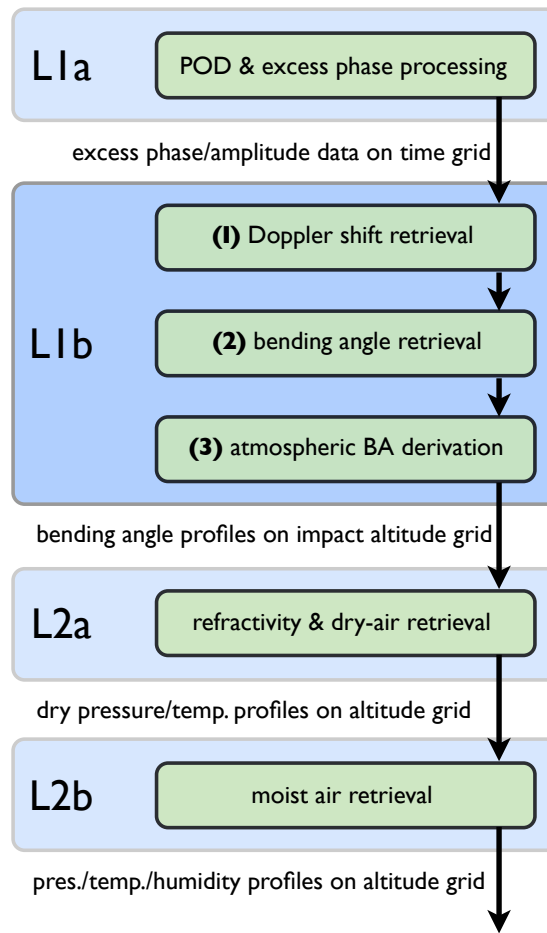 L1a
POD & excess phase processing
excess phase/amplitude data on time grid
L1b
(1) Doppler shift retrieval
(2) bending angle retrieval
(3) atmospheric BA derivation
bending angle profiles on impact altitude grid
L2a
refractivity & dry-air retrieval
dry pressure/temp. profiles on altitude grid
L2b
moist air retrieval
pres./temp./humidity profiles on altitude grid